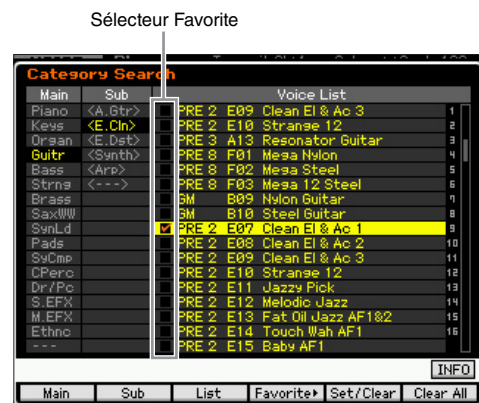 Sélecteur Favorite
Category Search
Main Sub Voice List
Piano <A.Gtr> PRE 2 E09 Clean El & Ac 3 1
Keys <E.Cln> PRE 2 E10 Strange 12 2
Organ <E.Dst> PRE 3 A13 Resonator Guitar 3
Guitr <Synth> PRE 8 F01 Mega Nylon 4
Bass <Arp> PRE 8 F02 Mega Steel 5
Strng <---> PRE 8 F03 Mega 12 Steel 6
Brass GM B09 Nylon Guitar 7
SaxWW GM B10 Steel Guitar 8
SynLd PRE 2 E07 Clean El & Ac 1 9
Pads PRE 2 E08 Clean El & Ac 2 10
SyCmp PRE 2 E09 Clean El & Ac 3 11
CPerc PRE 2 E10 Strange 12 12
Dr/Pc PRE 2 E11 Jazzy Pick 13
S.EFX PRE 2 E12 Melodic Jazz 14
M.EFX PRE 2 E13 Fat Oil Jazz AF1&2 15
Ethnc PRE 2 E14 Touch Wah AF1 16
--- PRE 2 E15 Baby AF1
INFO
Main Sub List Favorite Set/Clear Clear All